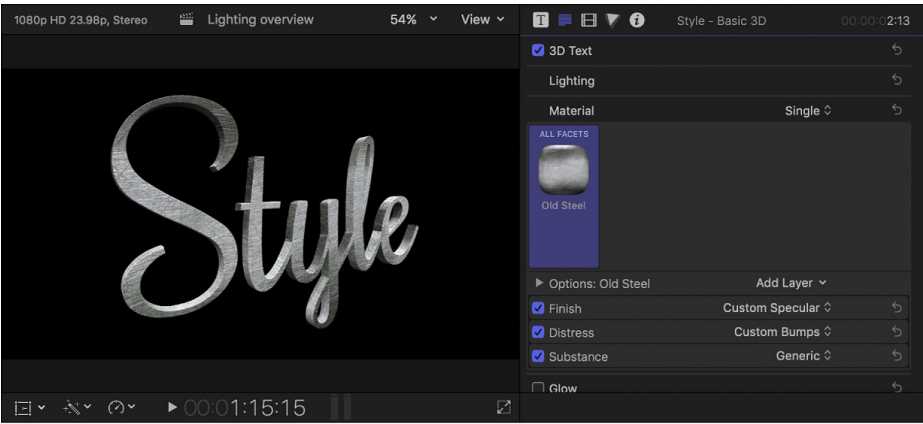 1080p HD 23.98p, Stereo Lighting overview 54% View
Style
00:00:01:15:15
T i Style - Basic 3D 00:00:02:13
3D Text
Lighting
Material Single
ALL FACETS
Old Steel
Options: Old Steel Add Layer
Finish Custom Specular
Distress Custom Bumps
Substance Generic
Glow